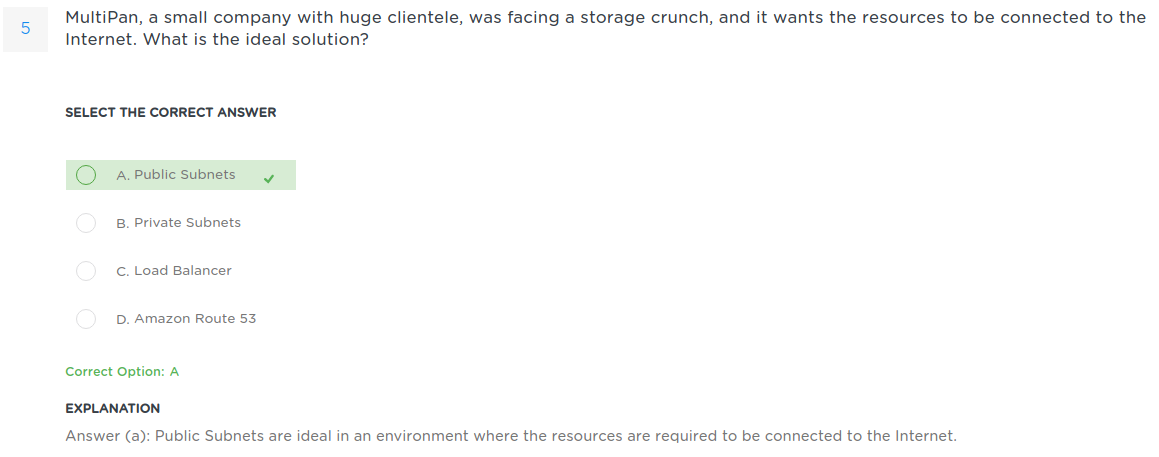 5
MultiPan, a small company with huge clientele, was facing a storage crunch, and it wants the resources to be connected to the
Internet. What is the ideal solution?
SELECT THE CORRECT ANSWER
A. Public Subnets
B. Private Subnets
C. Load Balancer
D. Amazon Route 53
Correct Option: A
EXPLANATION
Answer (a): Public Subnets are ideal in an environment where the resources are required to be connected to the Internet.